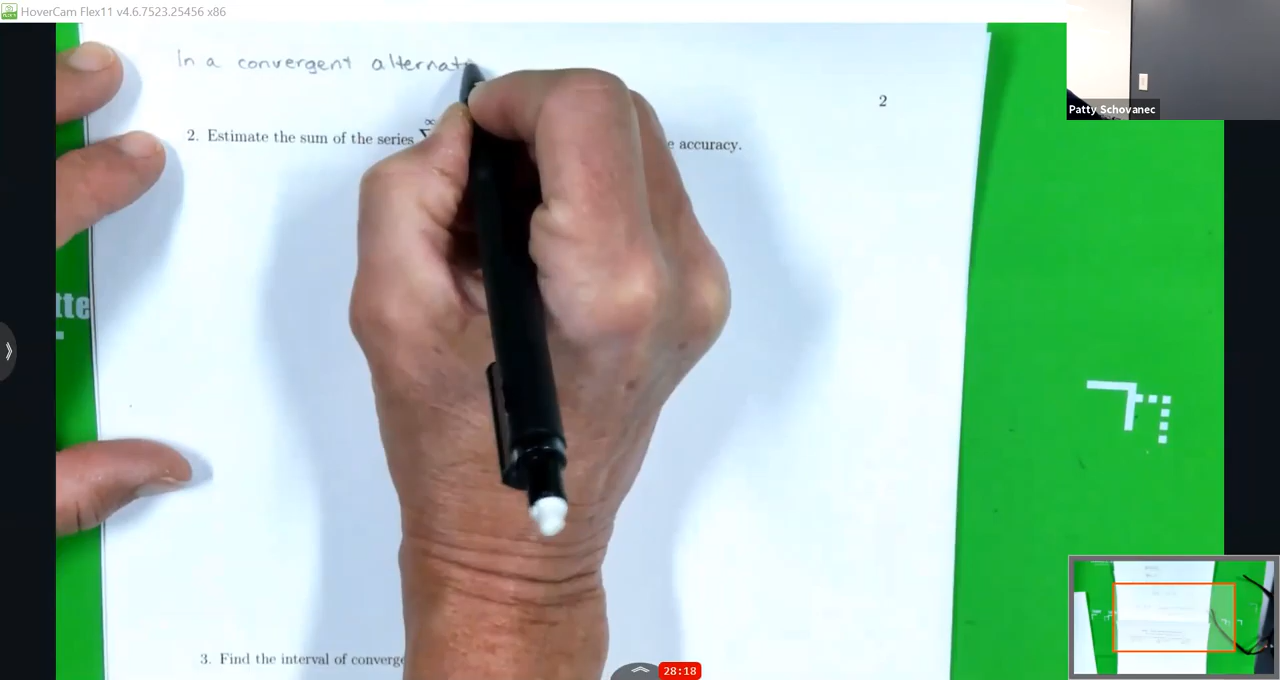 HoverCam Flex11 v4.6.7523.25456 x86
In a convergent alternat
Patty Schovanec
2
2. Estimate the sum of the series ∞ accuracy.
tte
3. Find the interval of converge
28:18